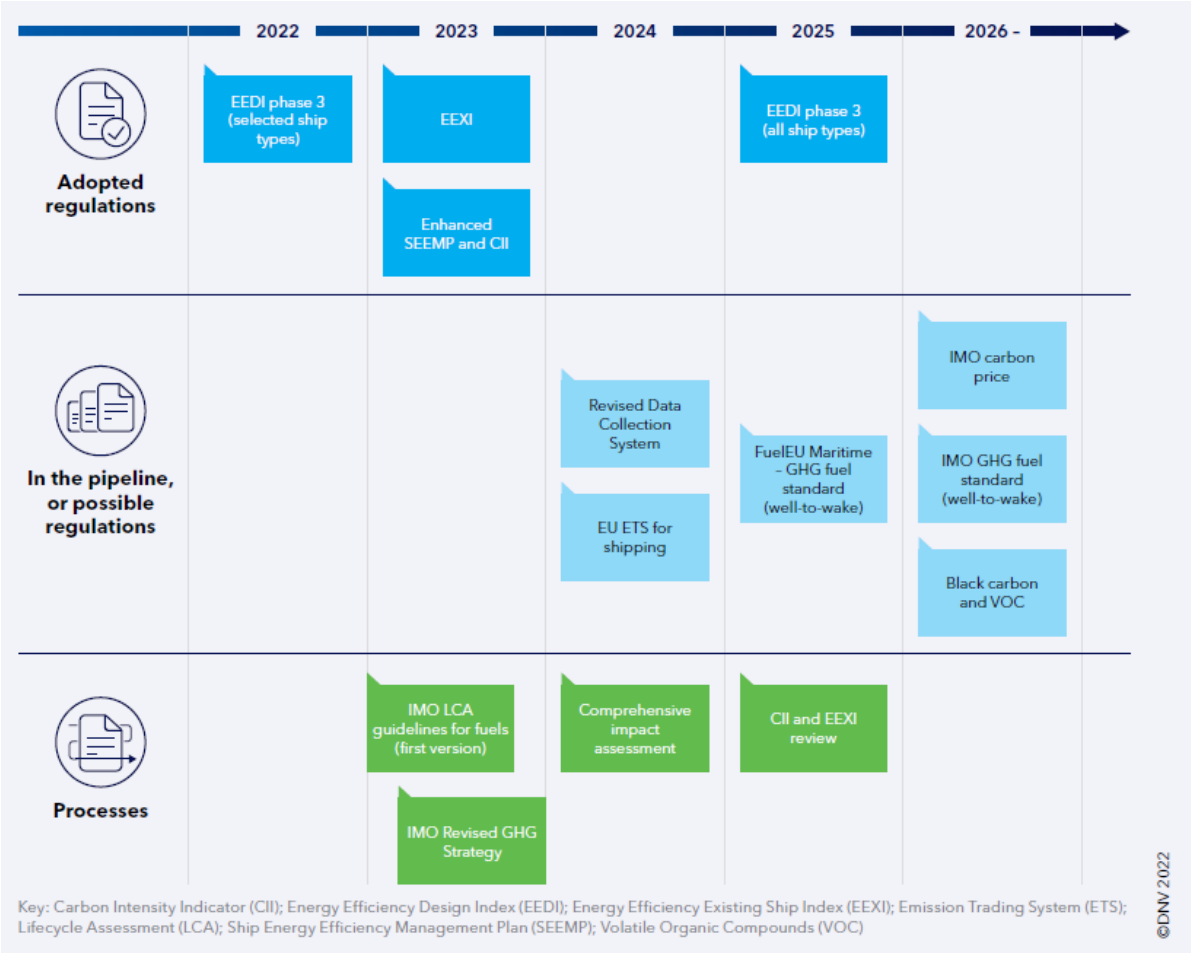 2022 2023 2024 2025 2026 –
Adopted
regulations
EEDI phase 3
(selected ship
types)
EEXI
Enhanced
SEEMP and CII
EEDI phase 3
(all ship types)
In the pipeline,
or possible
regulations
Revised Data
Collection
System
EU ETS for
shipping
FuelEU Maritime
– GHG fuel
standard
(well-to-wake)
IMO carbon
price
IMO GHG fuel
standard
(well-to-wake)
Black carbon
and VOC
Processes
IMO LCA
guidelines for fuels
(first version)
IMO Revised GHG
Strategy
Comprehensive
impact
assessment
CII and EEXI
review
Key: Carbon Intensity Indicator (CII); Energy Efficiency Design Index (EEDI); Energy Efficiency Existing Ship Index (EEXI); Emission Trading System (ETS);
Lifecycle Assessment (LCA); Ship Energy Efficiency Management Plan (SEEMP); Volatile Organic Compounds (VOC)
©DNV 2022